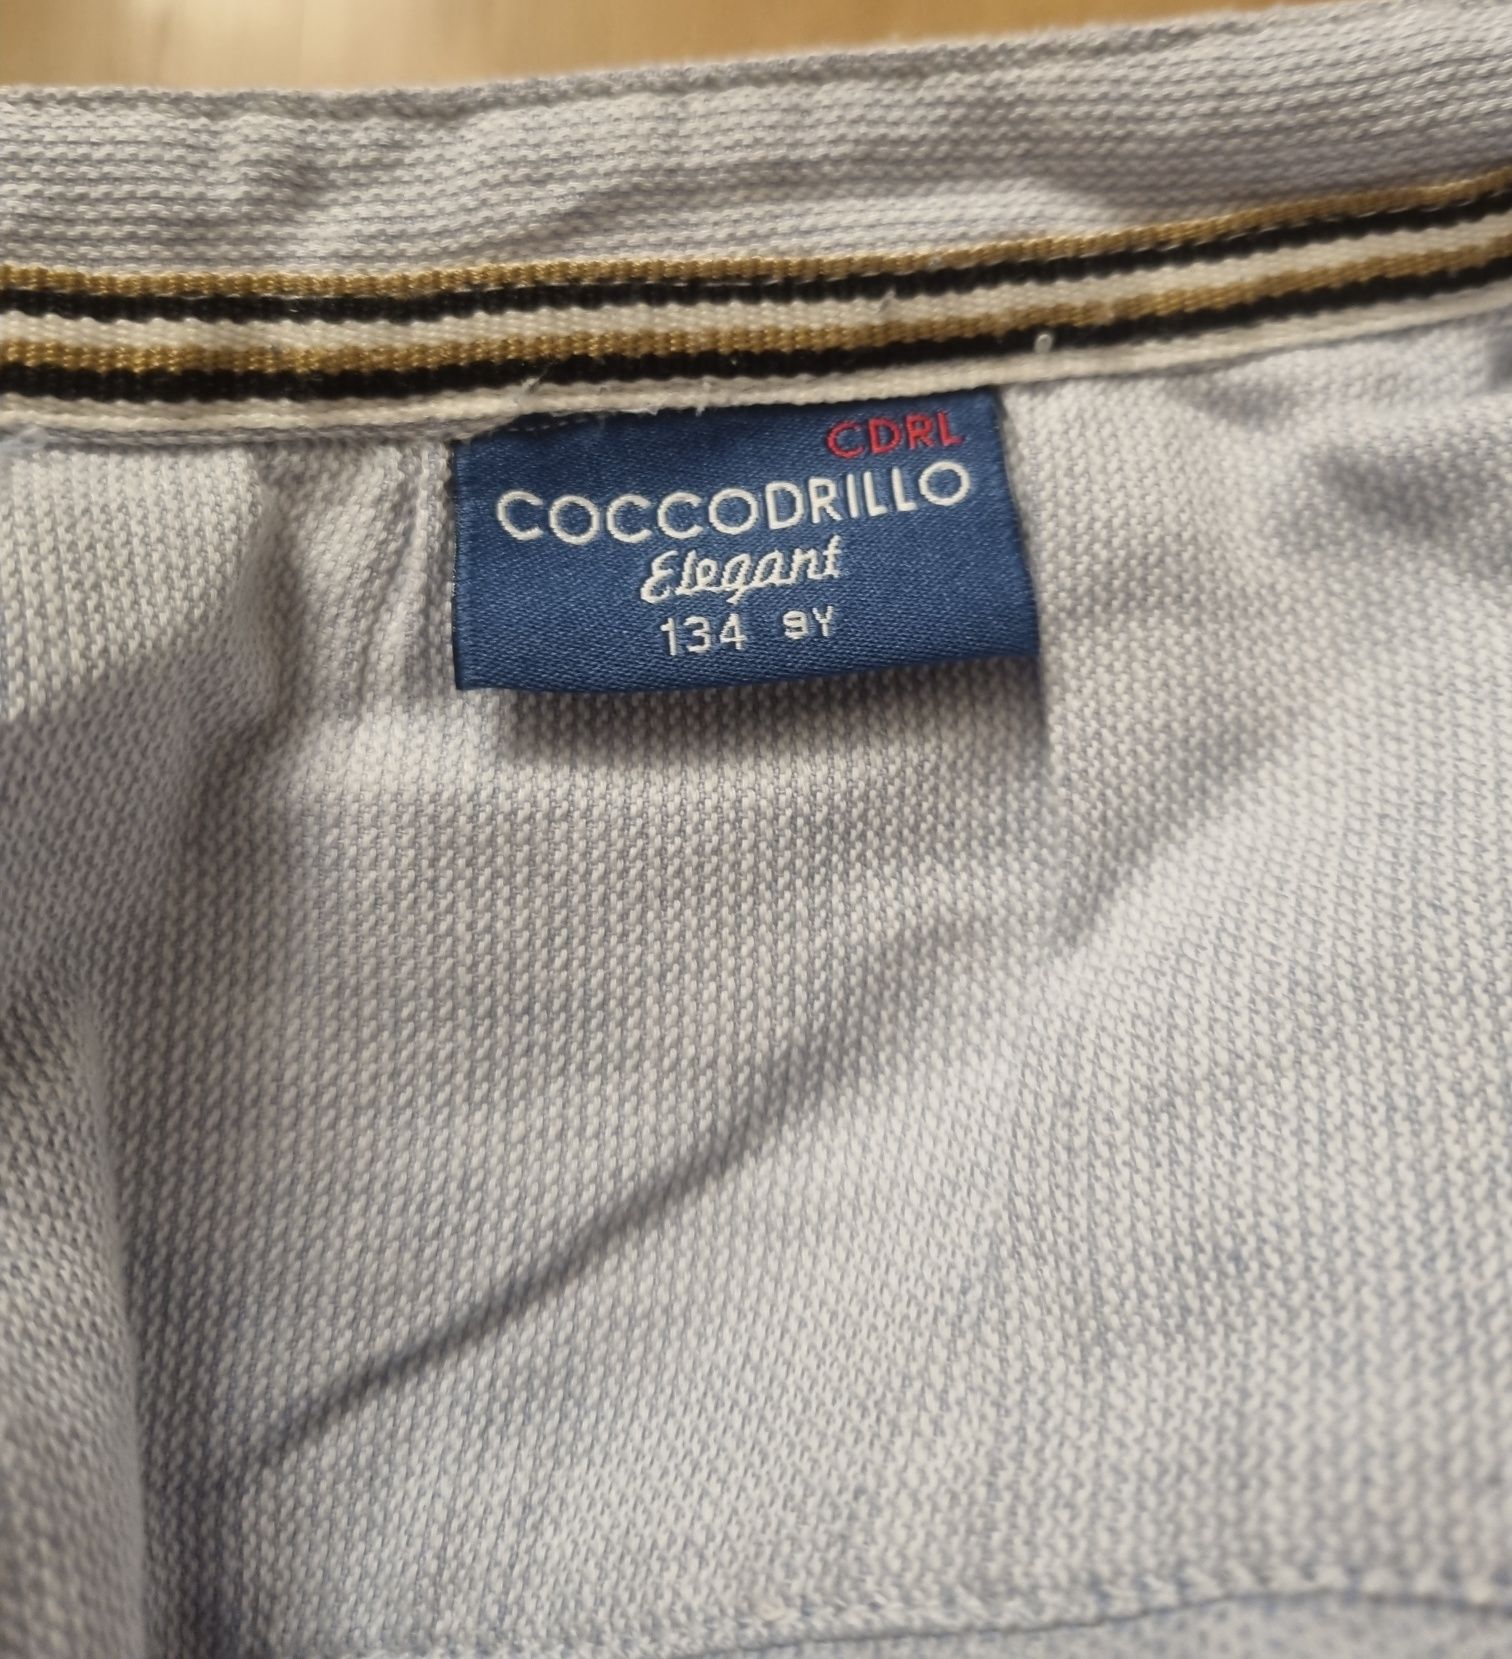 CDRL
COCCODRILLO
Elegant
134 9Y